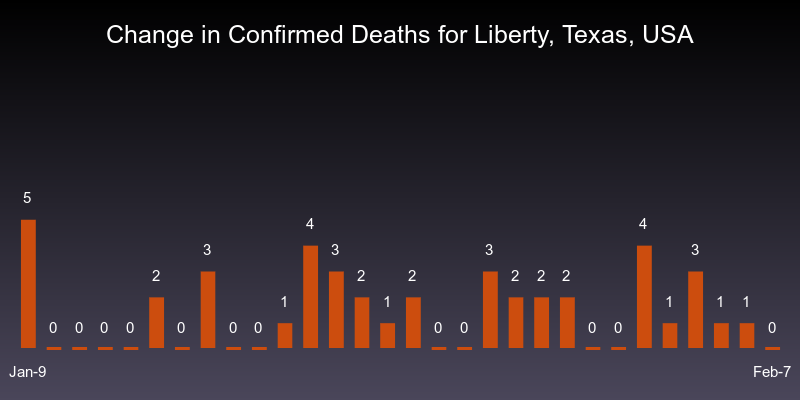 Change in Confirmed Deaths for Liberty, Texas, USA
5 0 0 0 0 2 0 3 0 0 1 4 3 2 1 2 0 0 3 2 2 2 0 0 4 1 3 1 1 0
Jan-9 Feb-7